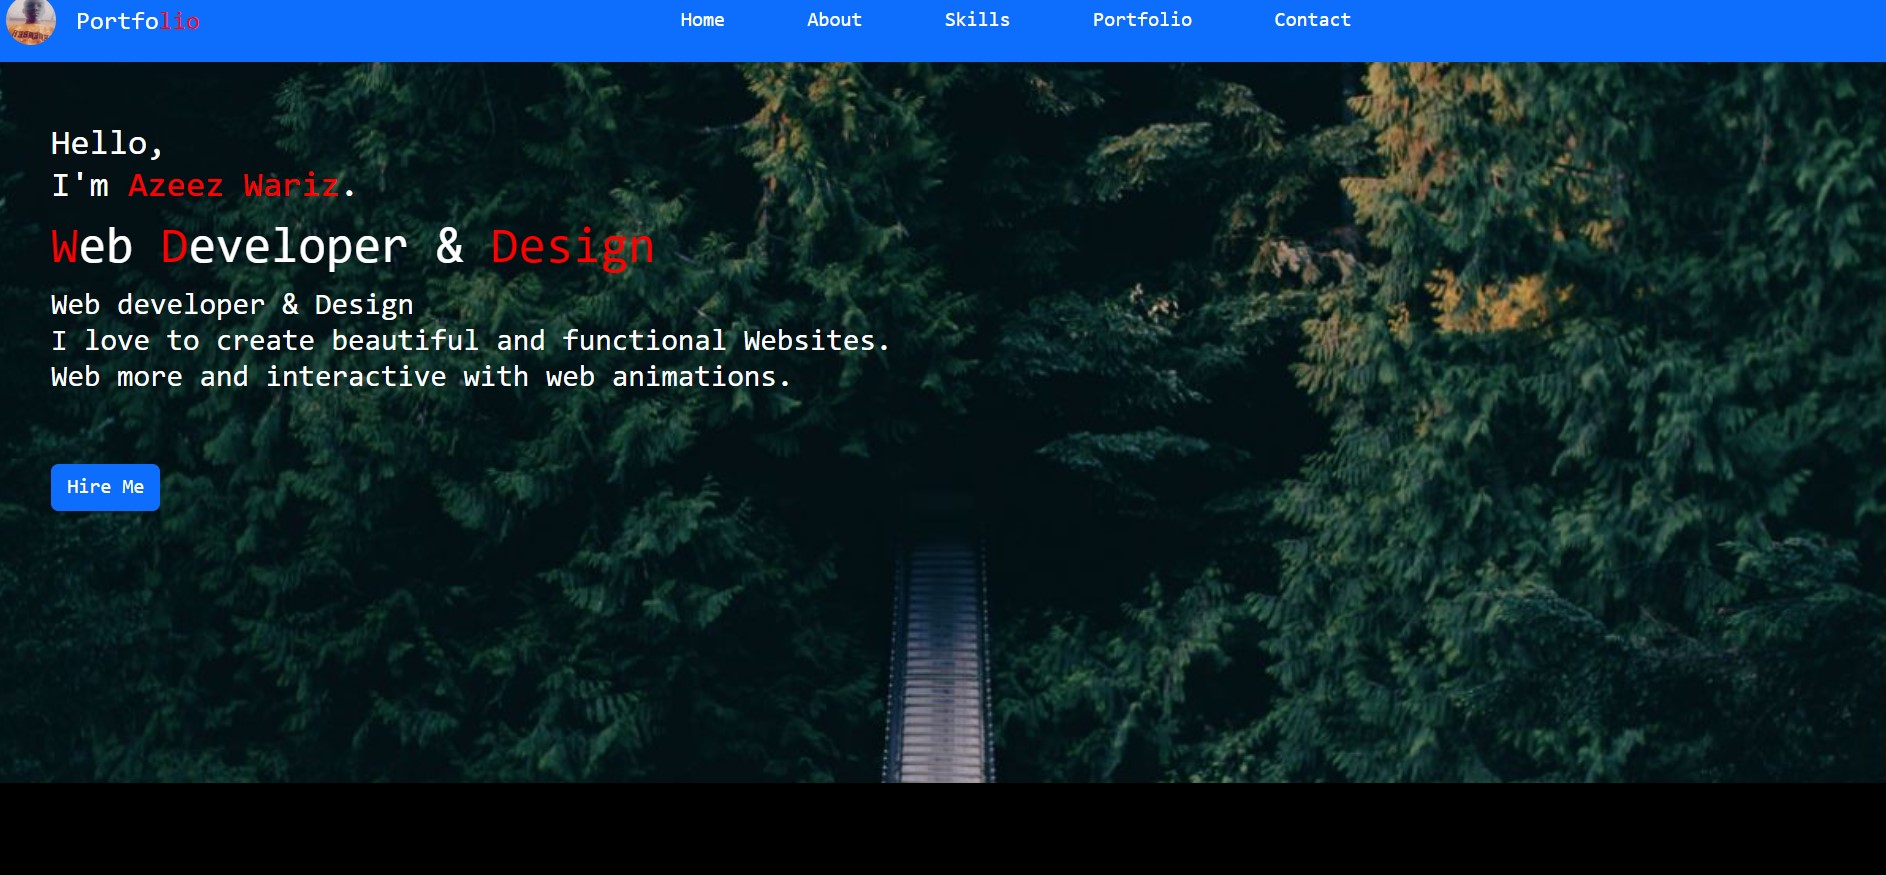 Portfolio
Home About Skills Portfolio Contact
Hello,
I'm Azeez Wariz.
Web Developer & Design
Web developer & Design
I love to create beautiful and functional Websites.
Web more and interactive with web animations.
Hire Me